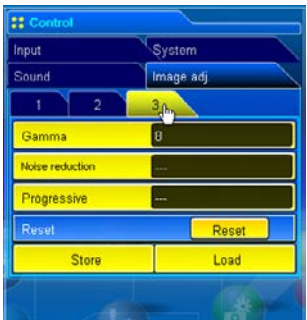 Control
Input System
Sound Image adj.
1 2 3
Gamma 8
Noise reduction ---
Progressive ---
Reset Reset
Store Load